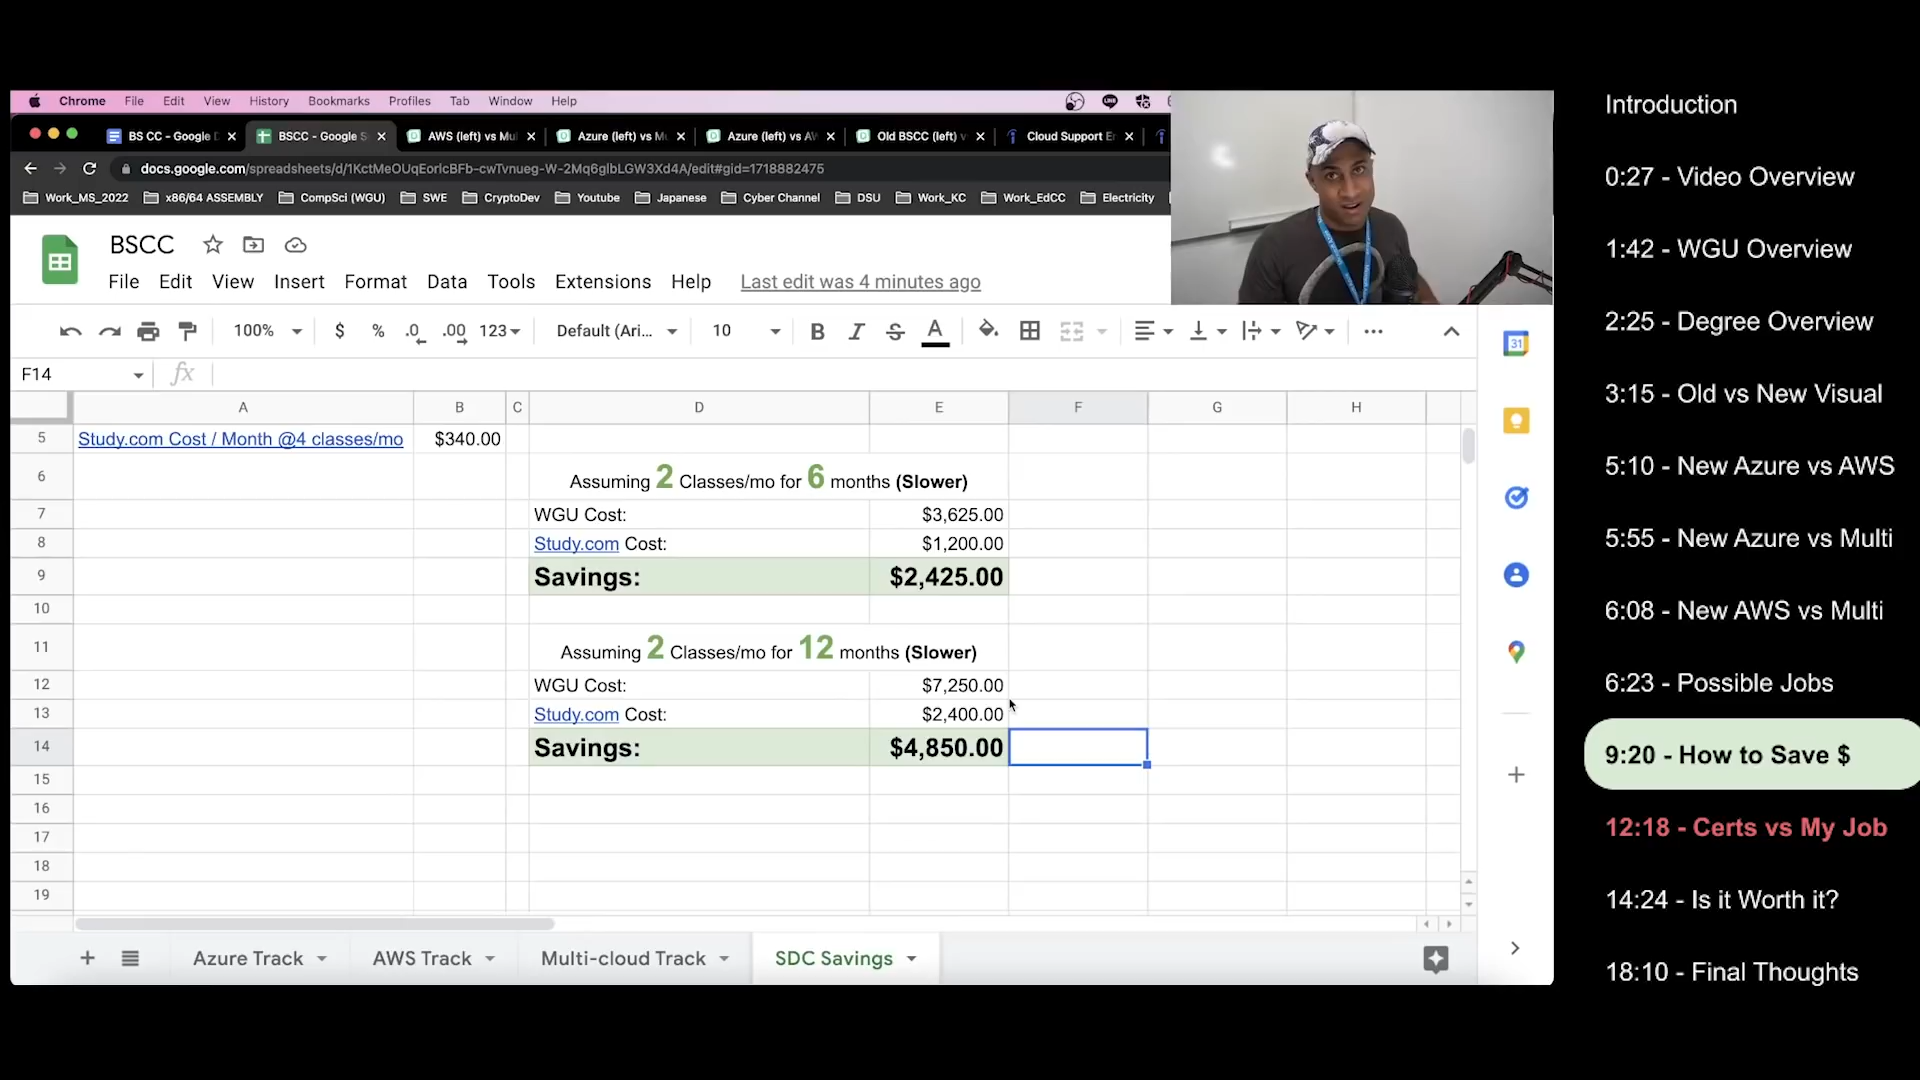 Chrome File Edit View History Bookmarks Profiles Tab Window Help
BS CC - Google D BSCC - Google S AWS (left) vs Mul Azure (left) vs Mu Azure (left) vs AW Old BSCC (left) v Cloud Support E
docs.google.com/spreadsheets/d/1KctMeOUqEorlcBFb-cwTvnueg-W-2Mq6glbLGW3Xd4A/edit#gid=1718882475
Work_MS_2022 x86/64 ASSEMBLY CompSci (WGU) SWE CryptoDev Youtube Japanese Cyber Channel DSU Work_KC Work_EdCC Electricity
BSCC
File Edit View Insert Format Data Tools Extensions Help Last edit was 4 minutes ago
100% $ % .0 .00 123 Default (Ari... 10 B I S A
F14 fx
31
A B C D E F G H
5 Study.com Cost / Month @4 classes/mo $340.00
6 Assuming 2 Classes/mo for 6 months (Slower)
7 WGU Cost: $3,625.00
8 Study.com Cost: $1,200.00
9 Savings: $2,425.00
10
11 Assuming 2 Classes/mo for 12 months (Slower)
12 WGU Cost: $7,250.00
13 Study.com Cost: $2,400.00
14 Savings: $4,850.00
15
16
17
18
19
Azure Track AWS Track Multi-cloud Track SDC Savings
Introduction
0:27 - Video Overview
1:42 - WGU Overview
2:25 - Degree Overview
3:15 - Old vs New Visual
5:10 - New Azure vs AWS
5:55 - New Azure vs Multi
6:08 - New AWS vs Multi
6:23 - Possible Jobs
9:20 - How to Save $
12:18 - Certs vs My Job
14:24 - Is it Worth it?
18:10 - Final Thoughts